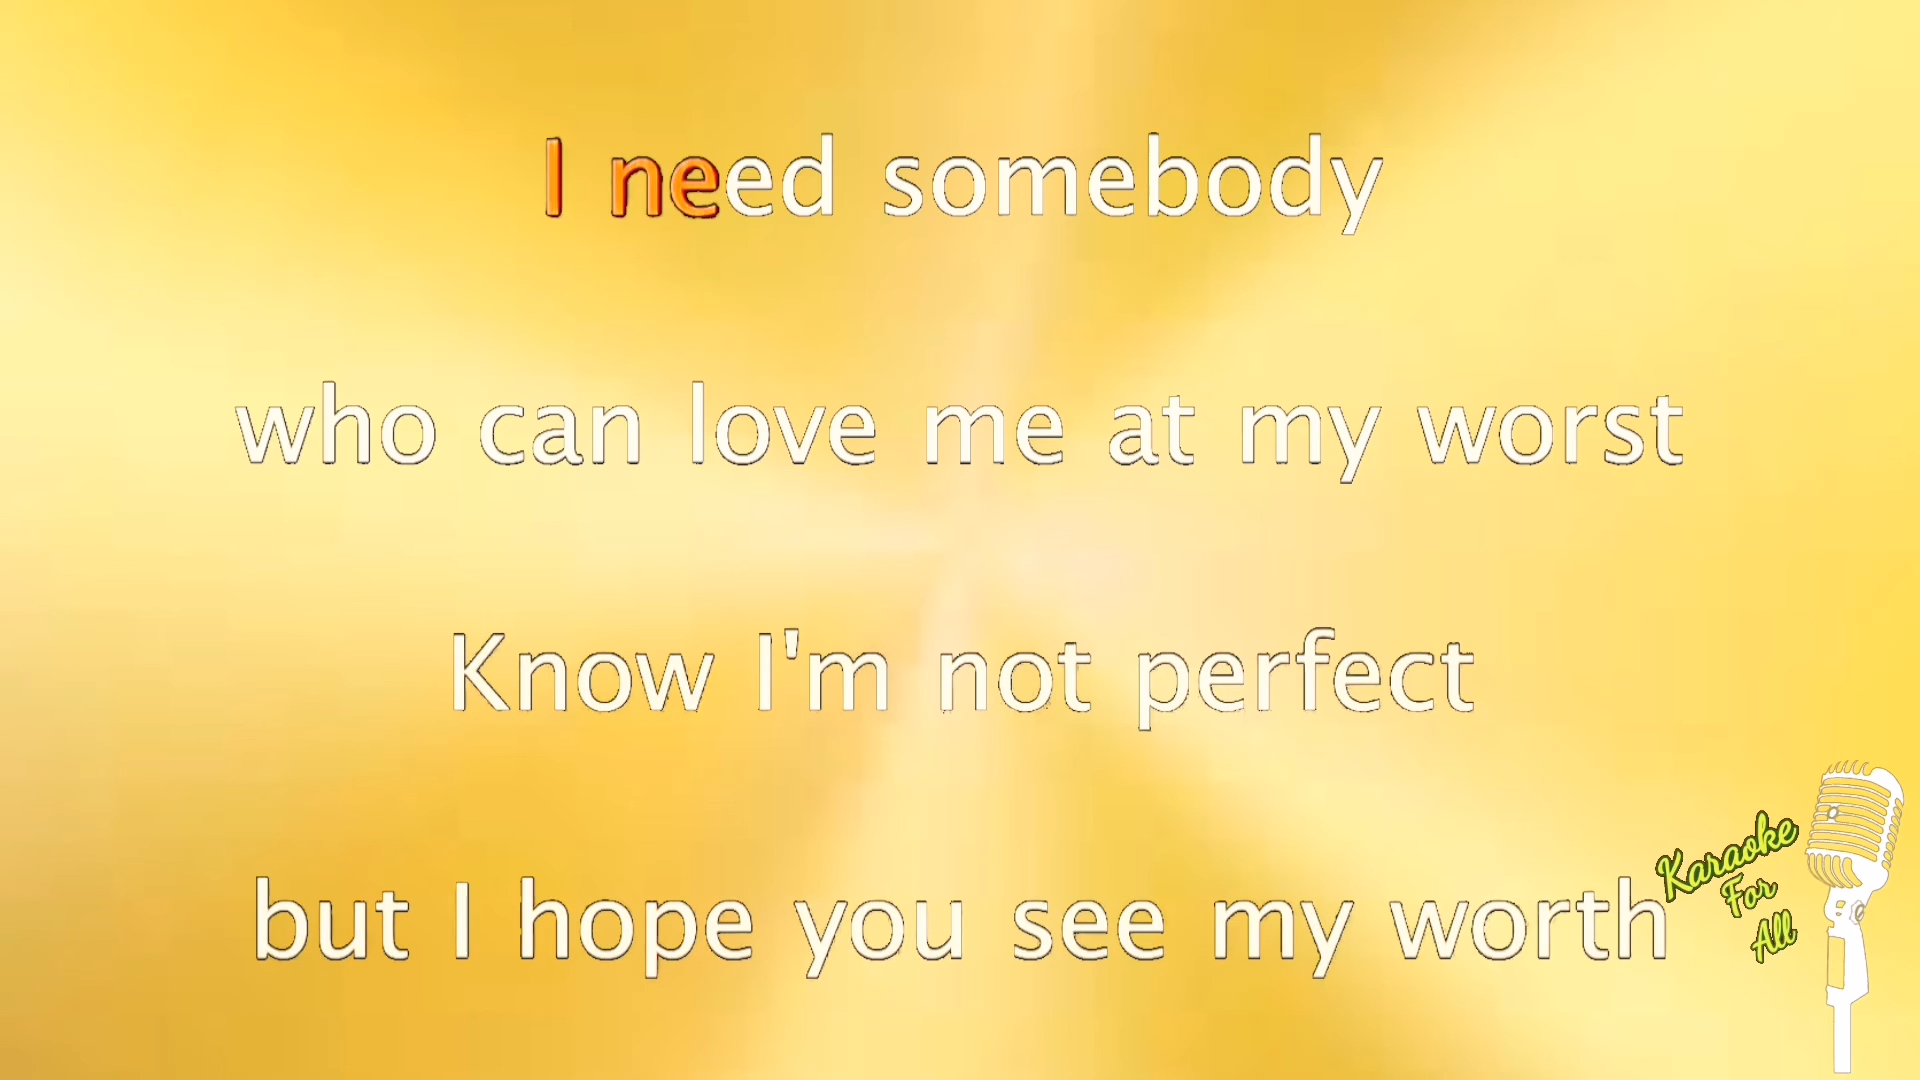 I need somebody
who can love me at my worst
Know I'm not perfect
but I hope you see my worth
Karaoke
For
All